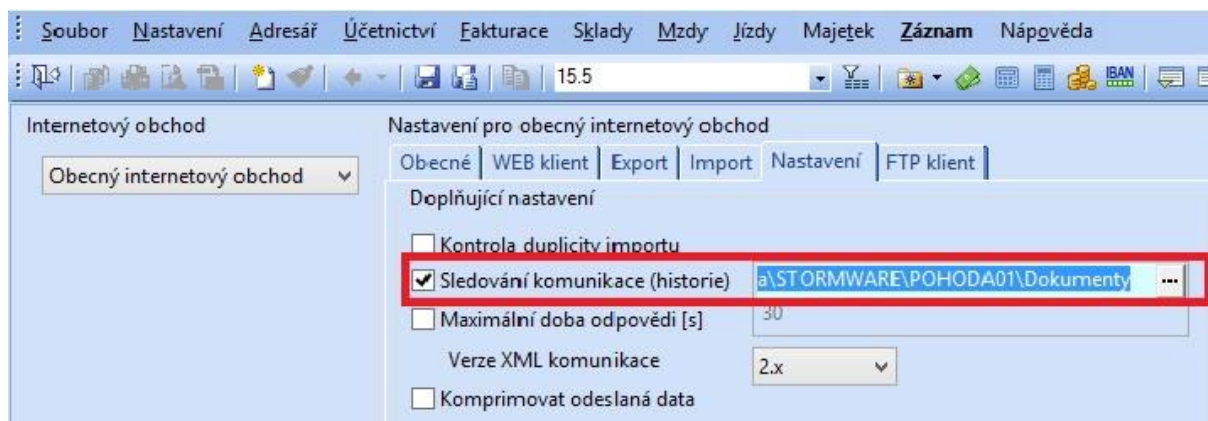 Soubor Nastavení Adresář Účetnictví Fakturace Sklady Mzdy Jízdy Majetek Záznam Nápověda
15.5 IBAN
Internetový obchod
Obecný internetový obchod
Nastavení pro obecný internetový obchod
Obecné WEB klient Export Import Nastavení FTP klient
Doplňující nastavení
Kontrola duplicity importu
Sledování komunikace (historie) a\STORMWARE\POHODA01\Dokumenty ...
Maximální doba odpovědi [s] 30
Verze XML komunikace 2.x
Komprimovat odeslaná data